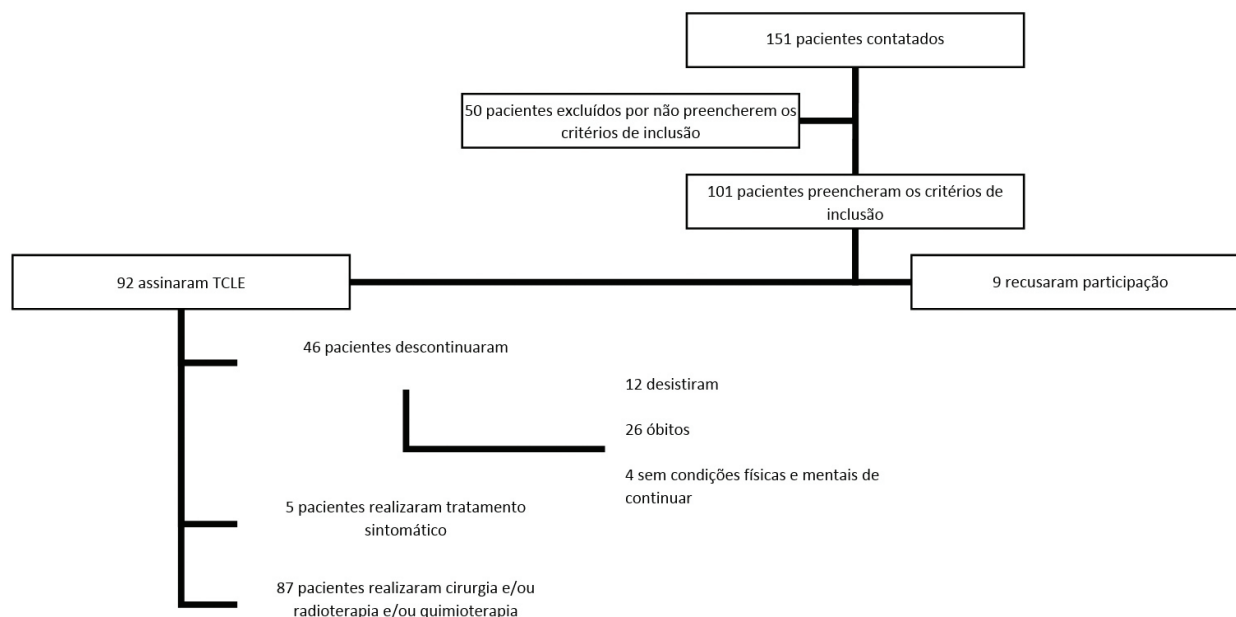 151 pacientes contatados
50 pacientes excluídos por não preencherem os
critérios de inclusão
101 pacientes preencheram os critérios de
inclusão
92 assinaram TCLE
9 recusaram participação
46 pacientes descontinuaram
12 desistiram
26 óbitos
4 sem condições físicas e mentais de
continuar
5 pacientes realizaram tratamento
sintomático
87 pacientes realizaram cirurgia e/ou
radioterapia e/ou quimioterapia